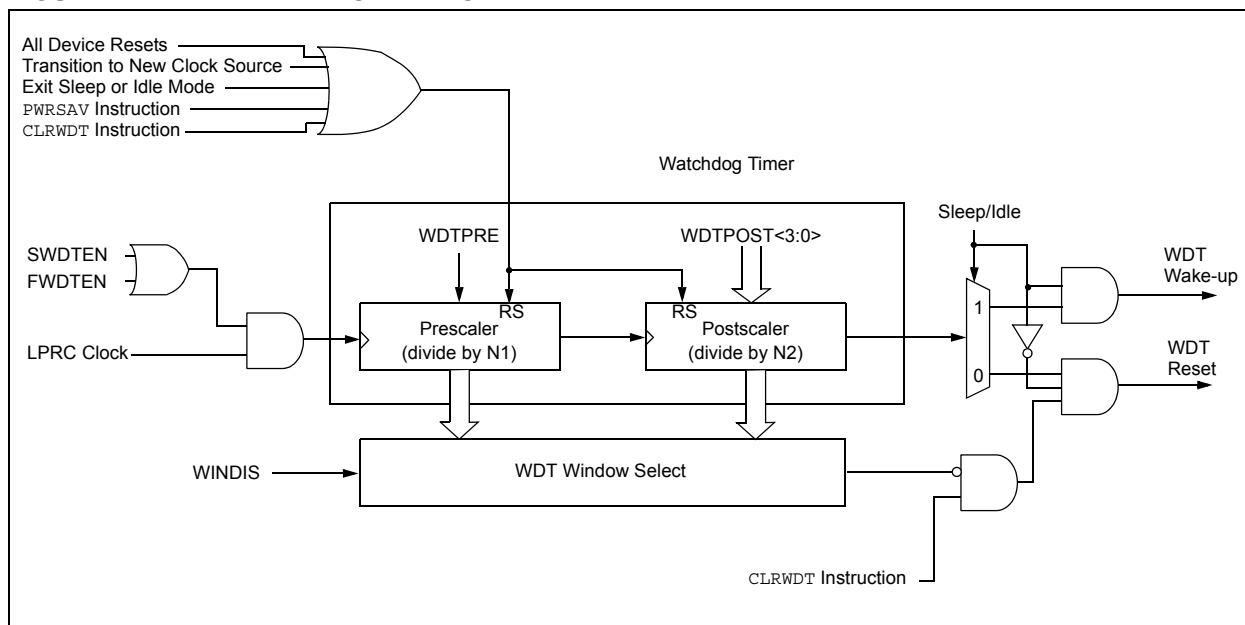 All Device Resets
Transition to New Clock Source
Exit Sleep or Idle Mode
PWRSAV Instruction
CLRWDT Instruction
Watchdog Timer
Sleep/Idle
WDTPRE
WDTPOST<3:0>
SWDTEN
FWDTEN
WDT
Wake-up
RS
RS
1
Prescaler
(divide by N1)
Postscaler
(divide by N2)
LPRC Clock
WDT
Reset
0
WINDIS
WDT Window Select
CLRWDT Instruction